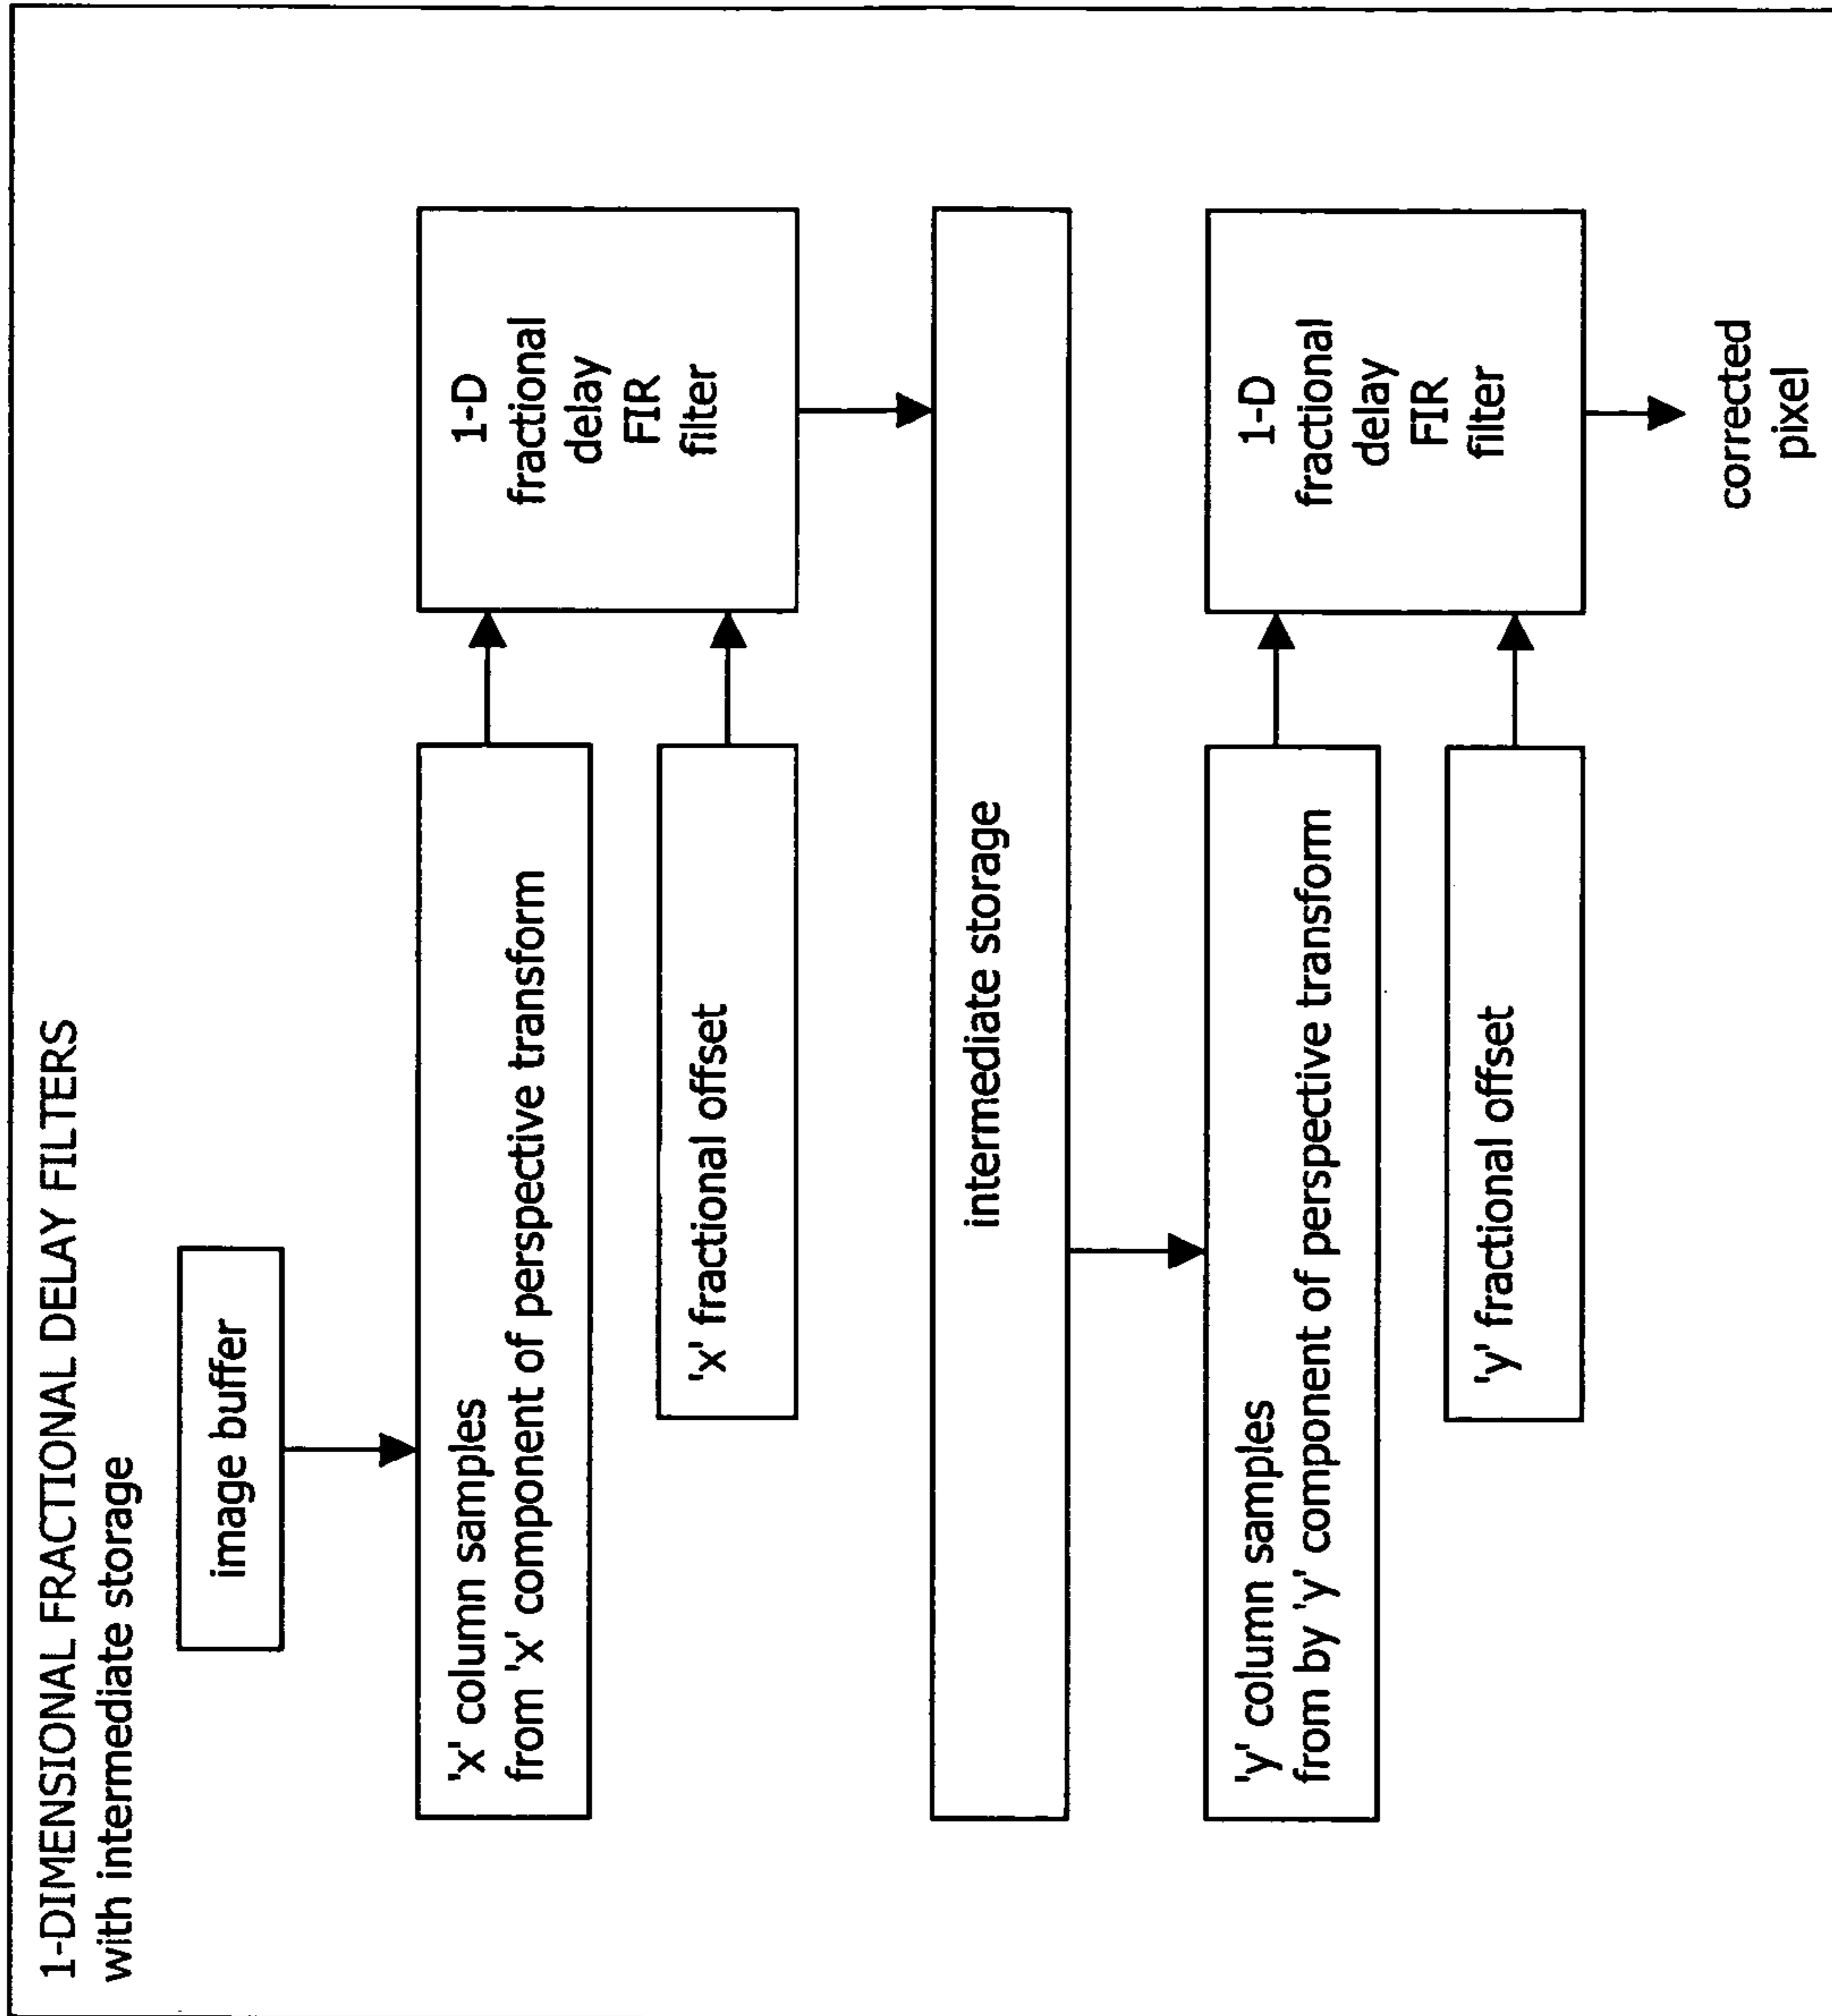 1-DIMENSIONAL FRACTIONAL DELAY FILTERS
with intermediate storage
image buffer
'x' column samples
from 'x' component of perspective transform
'x' fractional offset
1-D
fractional
delay
FIR
filter
intermediate storage
'y' column samples
from by 'y' component of perspective transform
'y' fractional offset
1-D
fractional
delay
FIR
filter
corrected
pixel